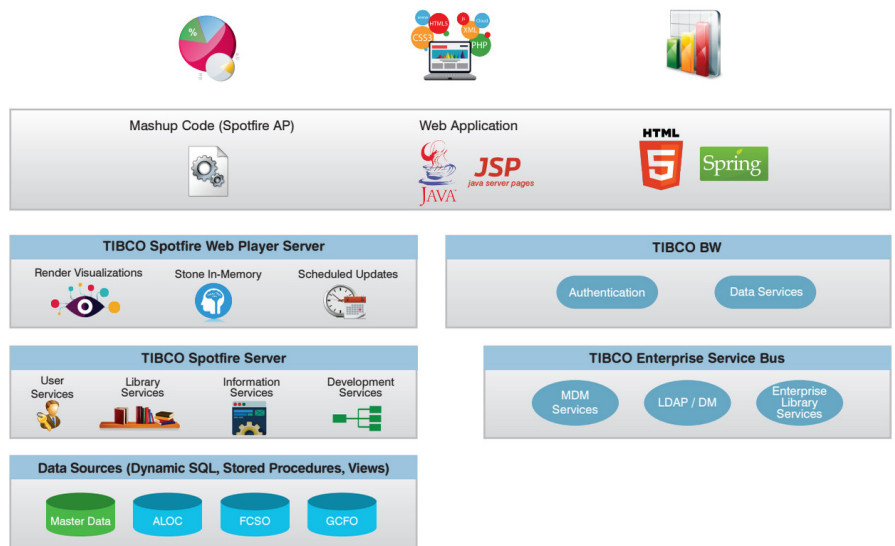 %
HTML5
CSS3
XML
PHP
Cloud
Mashup Code (Spotfire AP)
Web Application
JAVA
JSP
java server pages
HTML
5
Spring
TIBCO Spotfire Web Player Server
Render Visualizations
Stone In-Memory
Scheduled Updates
TIBCO BW
Authentication
Data Services
TIBCO Spotfire Server
User
Services
Library
Services
Information
Services
Development
Services
TIBCO Enterprise Service Bus
MDM
Services
LDAP / DM
Enterprise
Library
Services
Data Sources (Dynamic SQL, Stored Procedures, Views)
Master Data
ALOC
FCSO
GCFO